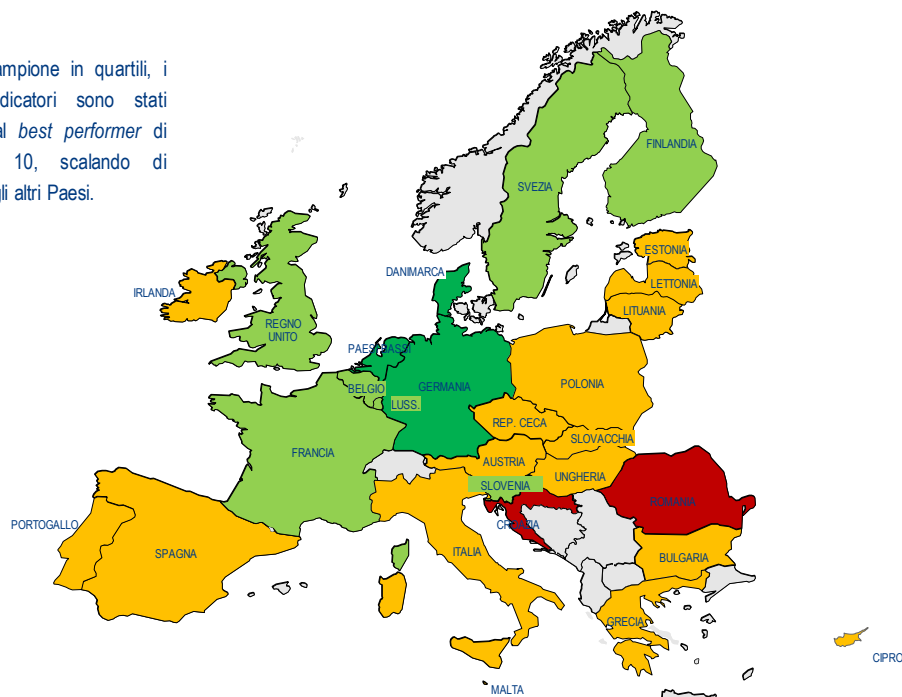 ampione in quartili, i
dicatori sono stati
al best performer di
10, scalando di
gli altri Paesi.
FINLANDIA
SVEZIA
ESTONIA
DANIMARCA
LETTONIA
IRLANDA
LITUANIA
REGNO
UNITO
PAESI BASSI
POLONIA
BELGIO
GERMANIA
LUSS.
REP. CECA
SLOVACCHIA
FRANCIA
AUSTRIA
UNGHERIA
SLOVENIA
ROMANIA
PORTOGALLO
CROAZIA
SPAGNA
ITALIA
BULGARIA
GRECIA
CIPRO
MALTA